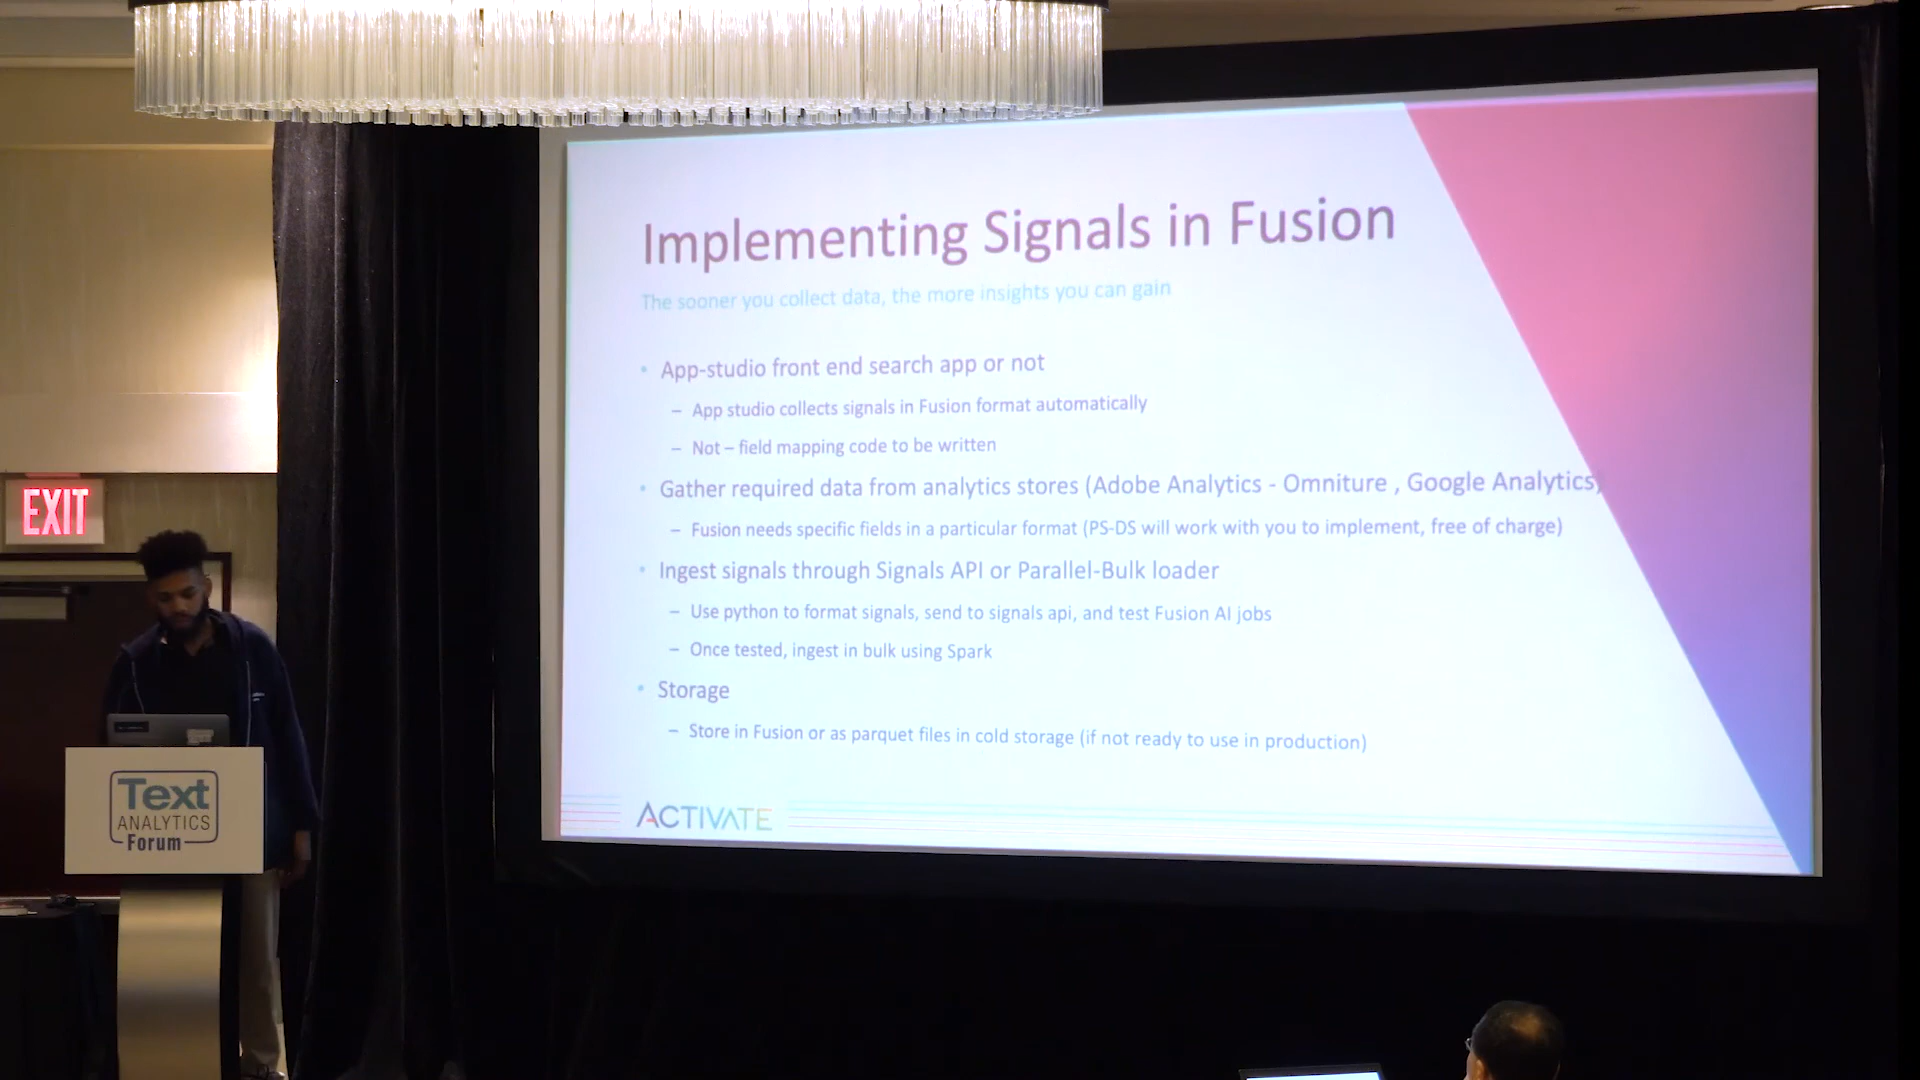 Implementing Signals in Fusion
The sooner you collect data, the more insights you can gain
• App-studio front end search app or not
– App studio collects signals in Fusion format automatically
– Not – field mapping code to be written
• Gather required data from analytics stores (Adobe Analytics - Omniture , Google Analytics)
– Fusion needs specific fields in a particular format (PS-DS will work with you to implement, free of charge)
• Ingest signals through Signals API or Parallel-Bulk loader
– Use python to format signals, send to signals api, and test Fusion AI jobs
– Once tested, ingest in bulk using Spark
• Storage
– Store in Fusion or as parquet files in cold storage (if not ready to use in production)
ACTIVATE
EXIT
Text
ANALYTICS
Forum